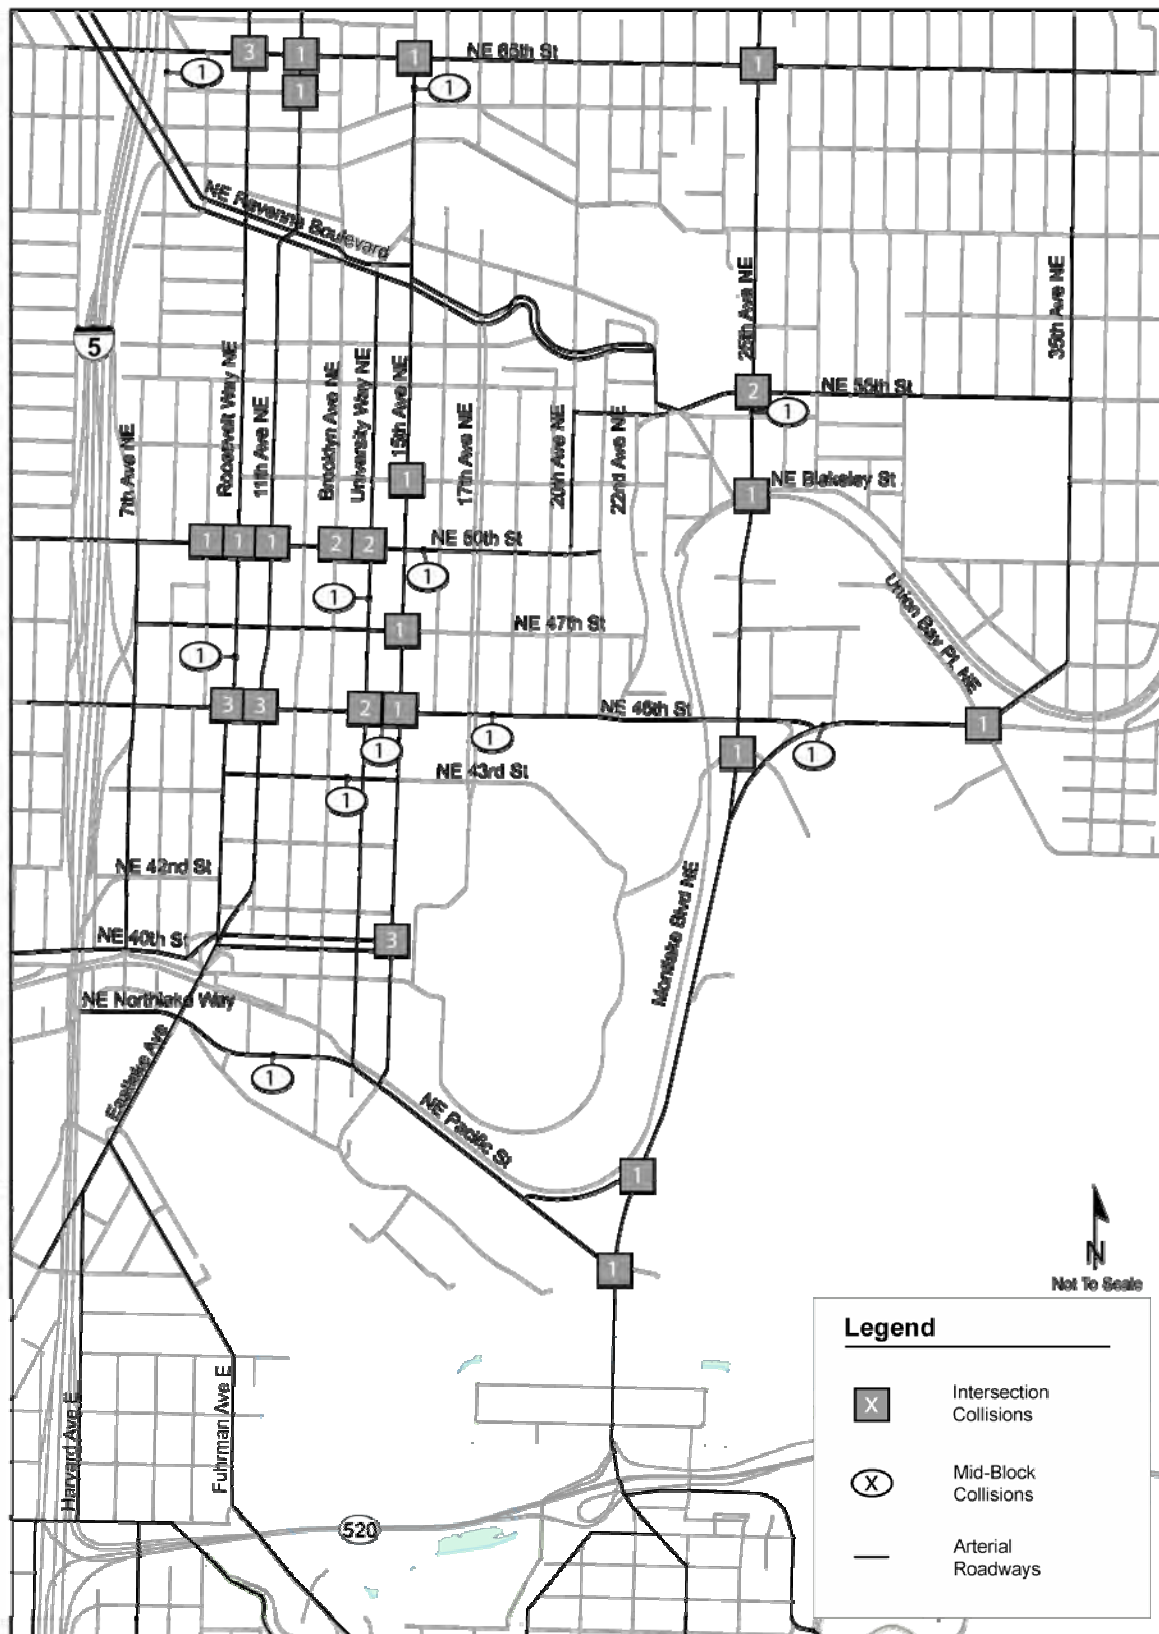 3
1
1
NE 65th St
1
1
1
1
NE Ravenna Boulevard
25th Ave NE
35th Ave NE
5
Roosevelt Way NE
11th Ave NE
Brooklyn Ave NE
University Way NE
15th Ave NE
7th Ave NE
17th Ave NE
20th Ave NE
22nd Ave NE
2
NE 55th St
1
1
1
NE Blakeley St
1
1
1
2
2
NE 50th St
1
1
1
NE 47th St
Union Bay Pl. NE
1
3
3
2
1
NE 45th St
1
1
1
1
1
NE 43rd St
1
NE 42nd St
Montlake Blvd NE
NE 40th St
3
NE Northlake Way
Eastlake Ave
1
NE Pacific St
1
1
N
Not To Scale
Legend
X
Intersection
Collisions
X
Mid-Block
Collisions
Arterial
Roadways
Harvard Ave E
Fuhrman Ave E
520